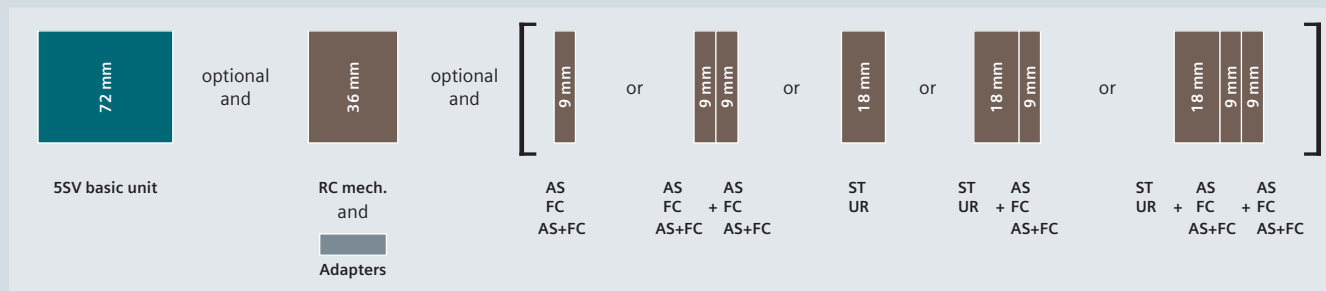 72 mm
optional
and
36 mm
optional
and
9 mm
or
9 mm
9 mm
or
18 mm
or
18 mm
9 mm
or
18 mm
9 mm
9 mm
5SV basic unit
RC mech.
and
Adapters
AS
FC
AS+FC
AS AS
FC + FC
AS+FC AS+FC
ST
UR
ST AS
UR + FC
AS+FC
ST AS AS
UR + FC + FC
AS+FC AS+FC